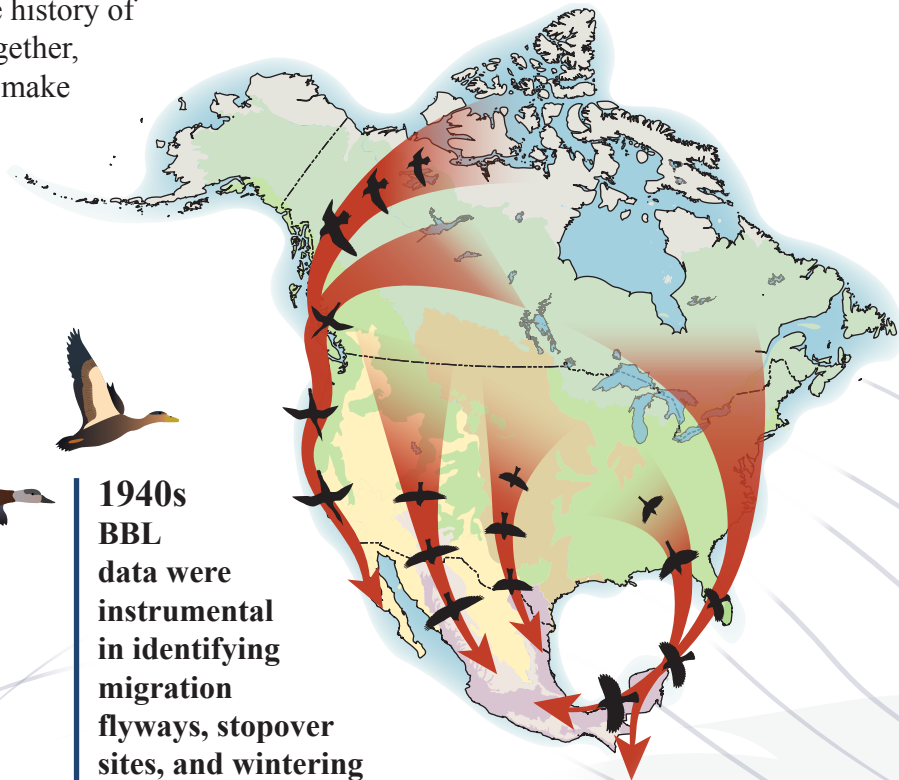 history of
gether,
make
1940s
BBL
data were
instrumental
in identifying
migration
flyways, stopover
sites, and wintering